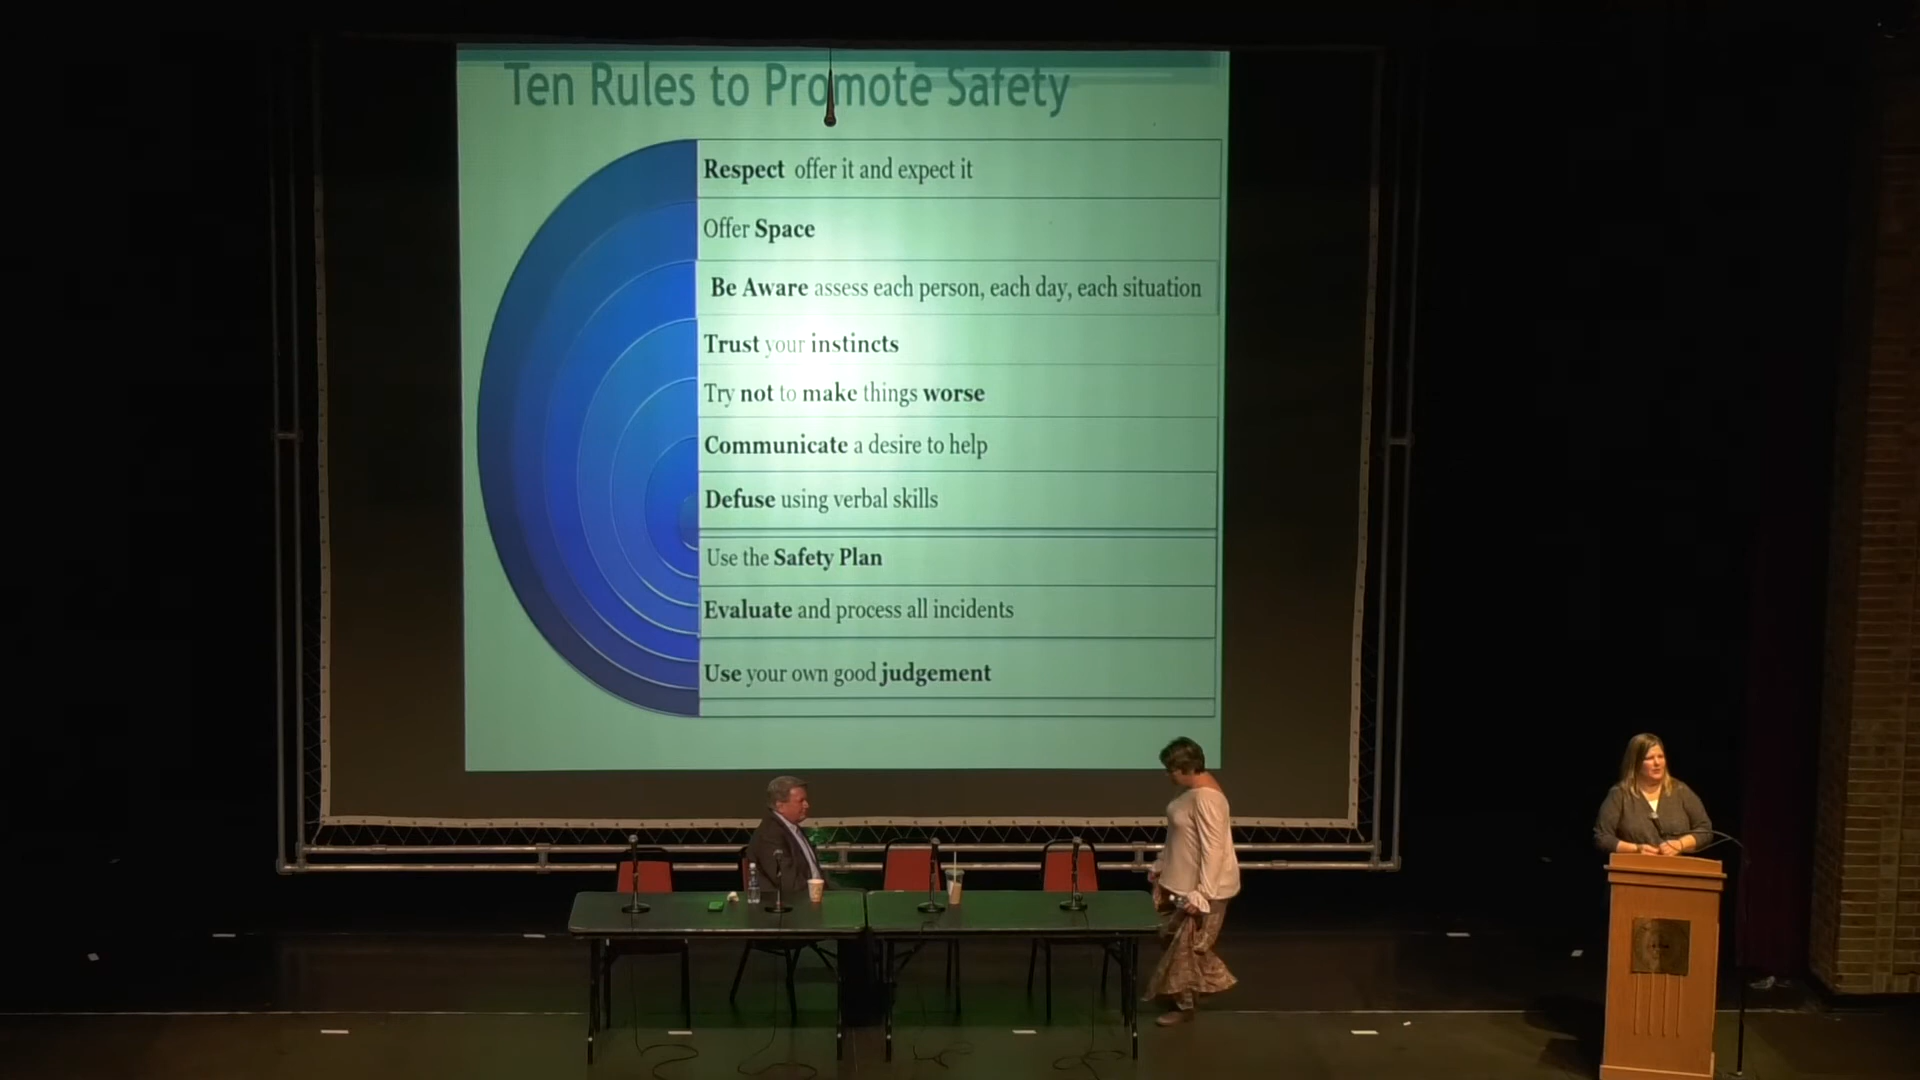 Ten Rules to Promote Safety
Respect offer it and expect it
Offer Space
Be Aware assess each person, each day, each situation
Trust your instincts
Try not to make things worse
Communicate a desire to help
Defuse using verbal skills
Use the Safety Plan
Evaluate and process all incidents
Use your own good judgement